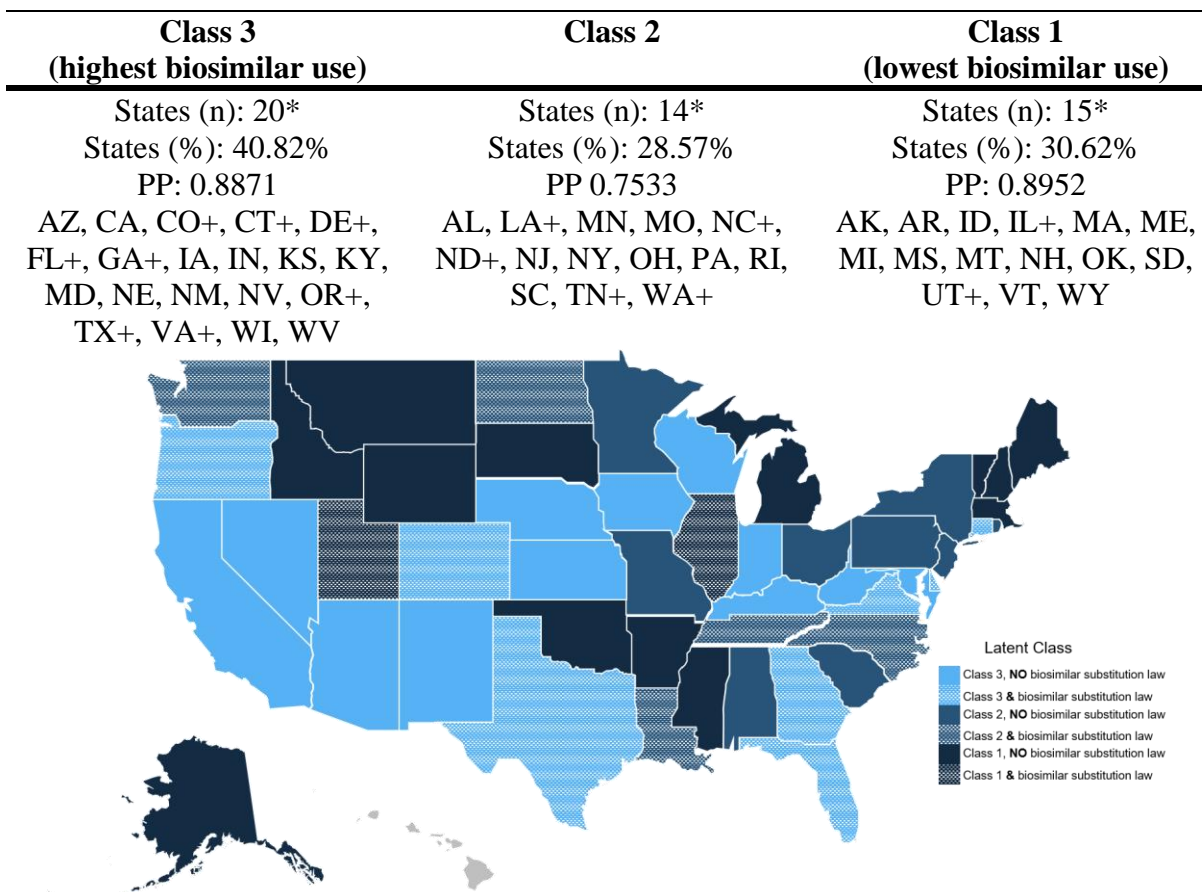 Class 3
(highest biosimilar use)
Class 2
Class 1
(lowest biosimilar use)
States (n): 20*
States (%): 40.82%
PP: 0.8871
AZ, CA, CO+, CT+, DE+,
FL+, GA+, IA, IN, KS, KY,
MD, NE, NM, NV, OR+,
TX+, VA+, WI, WV
States (n): 14*
States (%): 28.57%
PP 0.7533
AL, LA+, MN, MO, NC+,
ND+, NJ, NY, OH, PA, RI,
SC, TN+, WA+
States (n): 15*
States (%): 30.62%
PP: 0.8952
AK, AR, ID, IL+, MA, ME,
MI, MS, MT, NH, OK, SD,
UT+, VT, WY
Latent Class
Class 3, NO biosimilar substitution law
Class 3 & biosimilar substitution law
Class 2, NO biosimilar substitution law
Class 2 & biosimilar substitution law
Class 1, NO biosimilar substitution law
Class 1 & biosimilar substitution law